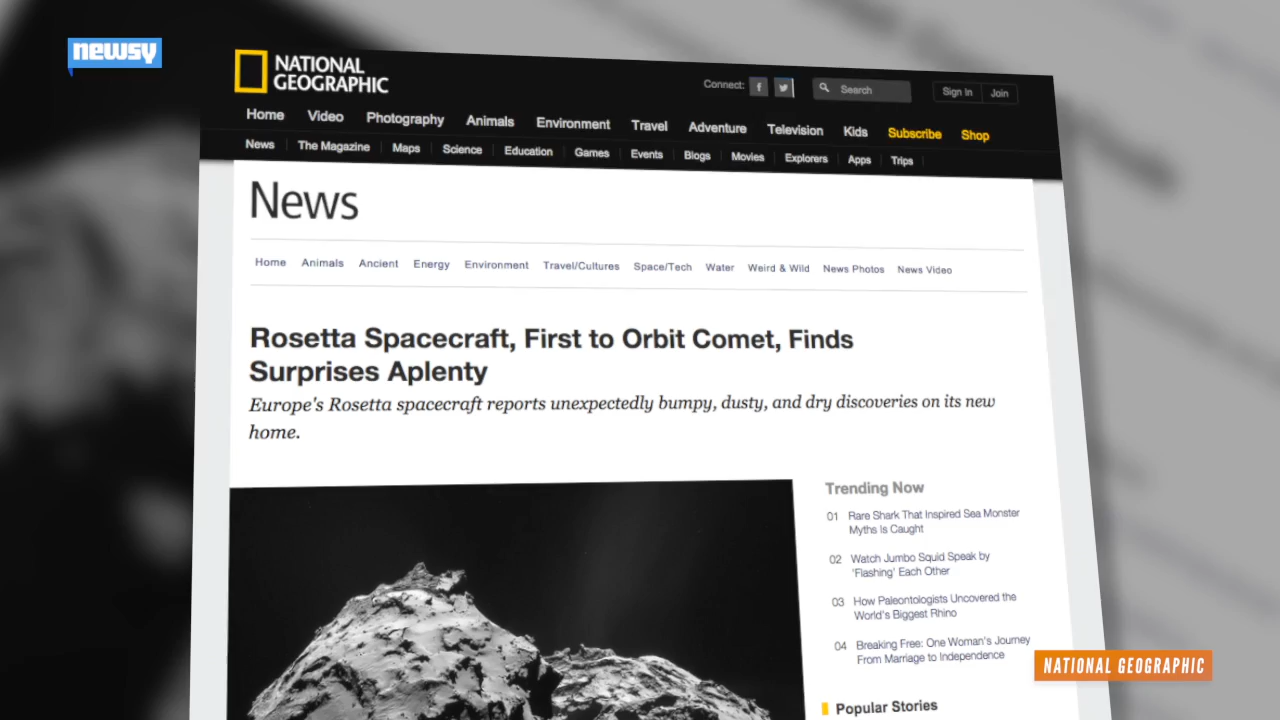 newsy
NATIONAL
GEOGRAPHIC
Connect:
Search
Sign In
Join
Home Video Photography Animals Environment Travel Adventure Television Kids Subscribe Shop
News The Magazine Maps Science Education Games Events Blogs Movies Explorers Apps Trips
News
Home Animals Ancient Energy Environment Travel/Cultures Space/Tech Water Weird & Wild News Photos News Video
Rosetta Spacecraft, First to Orbit Comet, Finds
Surprises Aplenty
Europe's Rosetta spacecraft reports unexpectedly bumpy, dusty, and dry discoveries on its new
home.
Trending Now
01 Rare Shark That Inspired Sea Monster
Myths Is Caught
02 Watch Jumbo Squid Speak by
'Flashing' Each Other
03 How Paleontologists Uncovered the
World's Biggest Rhino
04 Breaking Free: One Woman's Journey
From Marriage to Independence
Popular Stories
NATIONAL GEOGRAPHIC